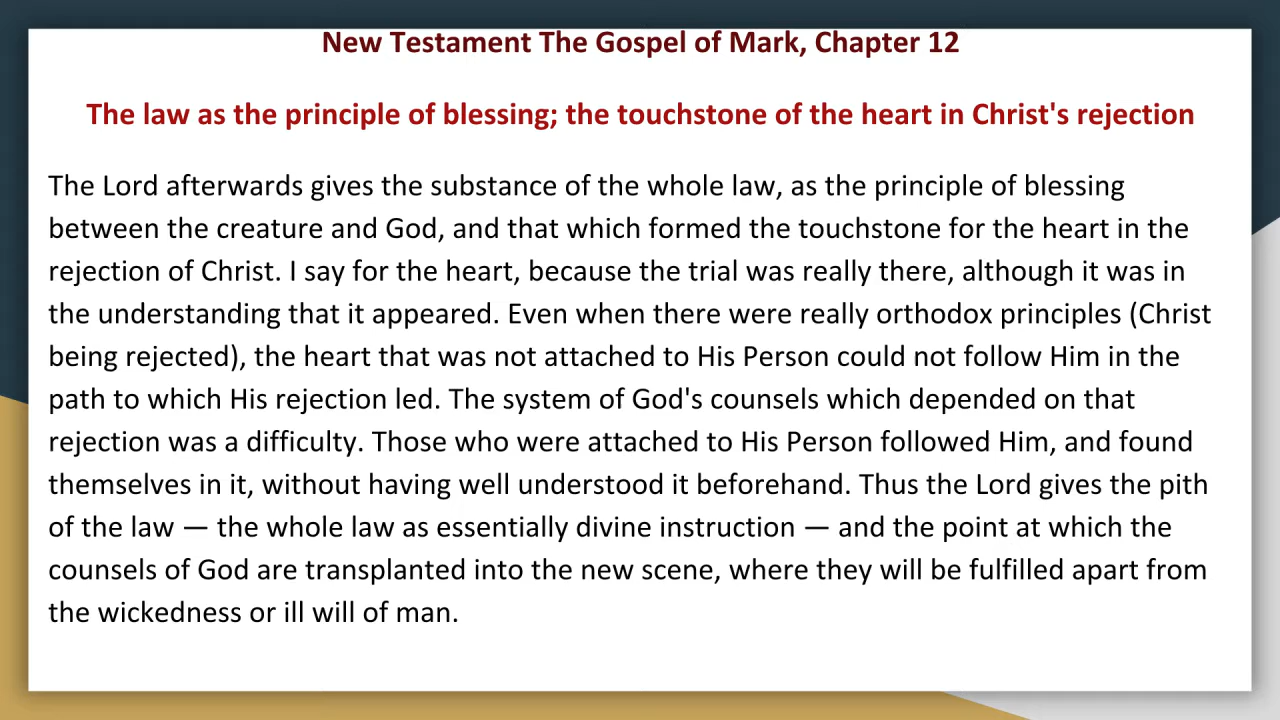 New Testament The Gospel of Mark, Chapter 12
The law as the principle of blessing; the touchstone of the heart in Christ's rejection
The Lord afterwards gives the substance of the whole law, as the principle of blessing
between the creature and God, and that which formed the touchstone for the heart in the
rejection of Christ. I say for the heart, because the trial was really there, although it was in
the understanding that it appeared. Even when there were really orthodox principles (Christ
being rejected), the heart that was not attached to His Person could not follow Him in the
path to which His rejection led. The system of God's counsels which depended on that
rejection was a difficulty. Those who were attached to His Person followed Him, and found
themselves in it, without having well understood it beforehand. Thus the Lord gives the pith
of the law — the whole law as essentially divine instruction — and the point at which the
counsels of God are transplanted into the new scene, where they will be fulfilled apart from
the wickedness or ill will of man.